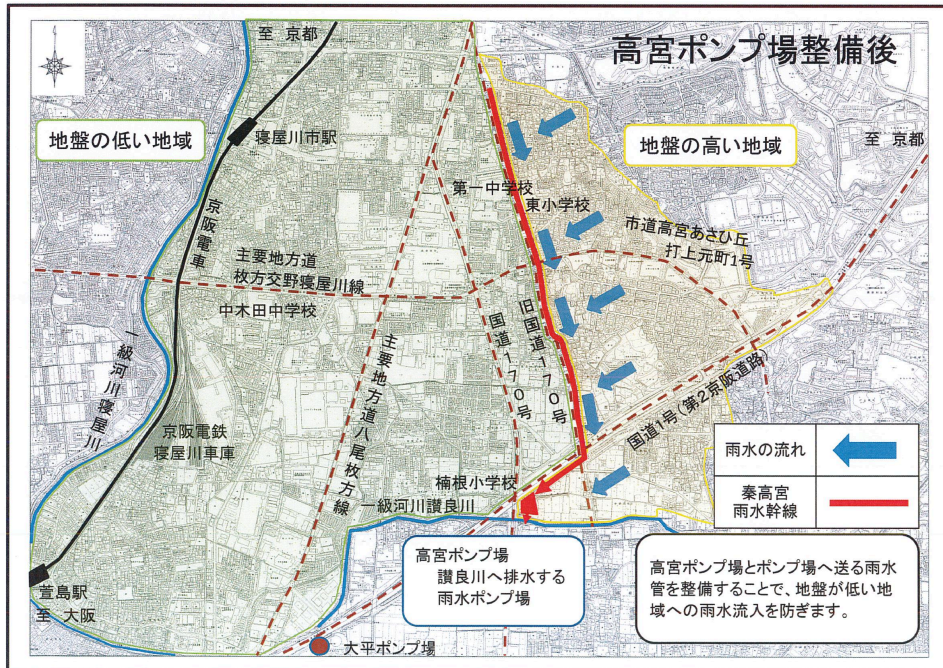 高宮ポンプ場整備後
至 京都
地盤の低い地域
寝屋川市駅
地盤の高い地域
至 京都
第一中学校
東小学校
京阪電車
市道高宮あさひ丘
打上元町1号
主要地方道
枚方交野寝屋川線
中木田中学校
一級河川寝屋川
主要地方道八尾枚方線
国道170号
旧国道170号
国道1号(第2京阪道路)
京阪電鉄
寝屋川車庫
楠根小学校
一級河川讃良川
雨水の流れ
秦高宮
雨水幹線
高宮ポンプ場
讃良川へ排水する
雨水ポンプ場
高宮ポンプ場とポンプ場へ送る雨水
管を整備することで、地盤が低い地
域への雨水流入を防ぎます。
萱島駅
至 大阪
大平ポンプ場